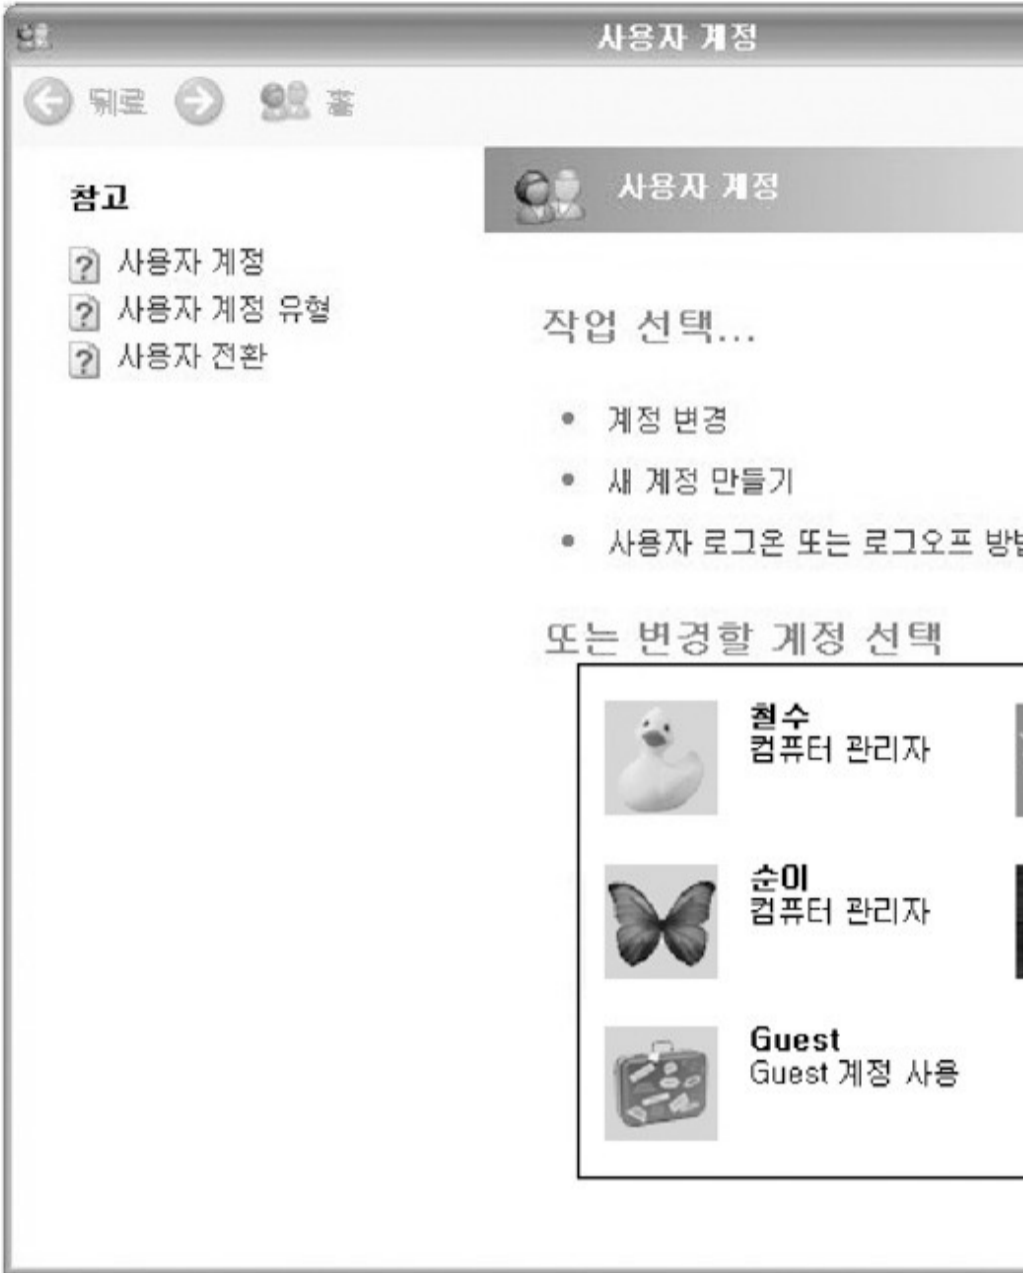 사용자 계정
뒤로 홈
참고
사용자 계정
사용자 계정 유형
사용자 전환
사용자 계정
작업 선택...
• 계정 변경
• 새 계정 만들기
• 사용자 로그온 또는 로그오프
또는 변경할 계정 선택
철수
컴퓨터 관리자
순이
컴퓨터 관리자
Guest
Guest 계정 사용